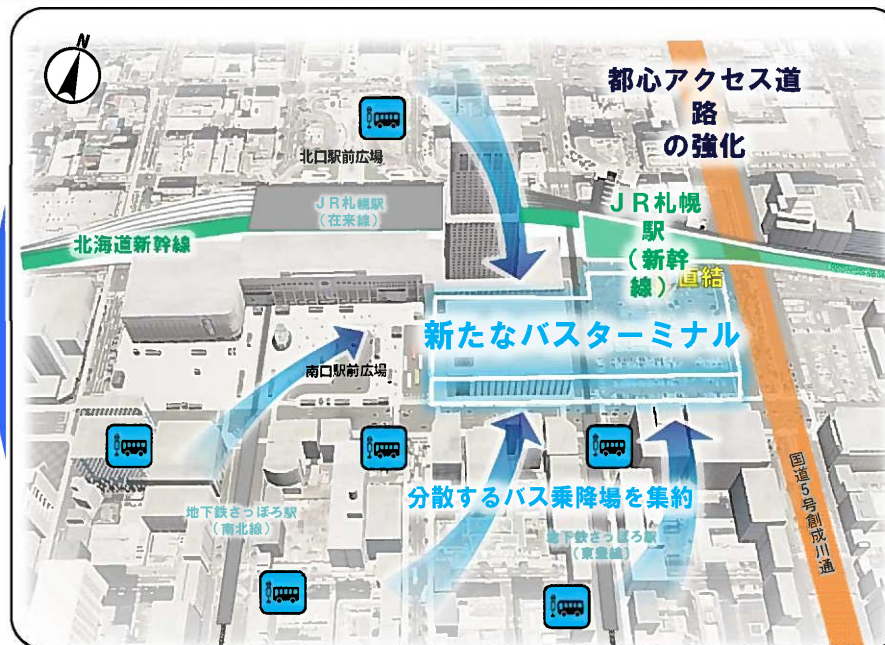 N
都心アクセス道
路
の強化
北口駅前広場
JR札幌駅
(在来線)
JR札幌
駅
(新幹
線)
北海道新幹線
直結
新たなバスターミナル
南口駅前広場
分散するバス乗降場を集約
地下鉄さっぽろ駅
(南北線)
地下鉄さっぽろ駅
(東豊線)
国道5号創成川通